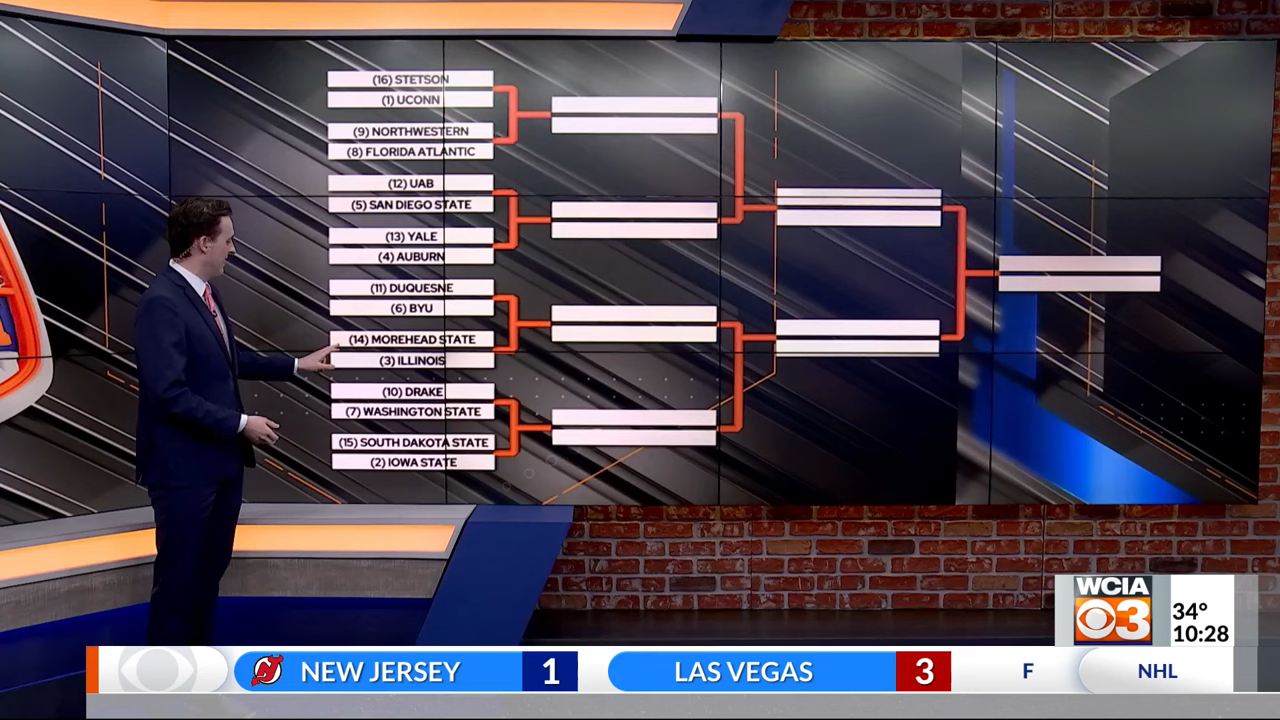 (16) STETSON
(1) UCONN
(9) NORTHWESTERN
(8) FLORIDA ATLANTIC
(12) UAB
(5) SAN DIEGO STATE
(13) YALE
(4) AUBURN
(11) DUQUESNE
(6) BYU
(14) MOREHEAD STATE
(3) ILLINOIS
(10) DRAKE
(7) WASHINGTON STATE
(15) SOUTH DAKOTA STATE
(2) IOWA STATE
WCIA
3
34°
10:28
NEW JERSEY 1 LAS VEGAS 3 F NHL